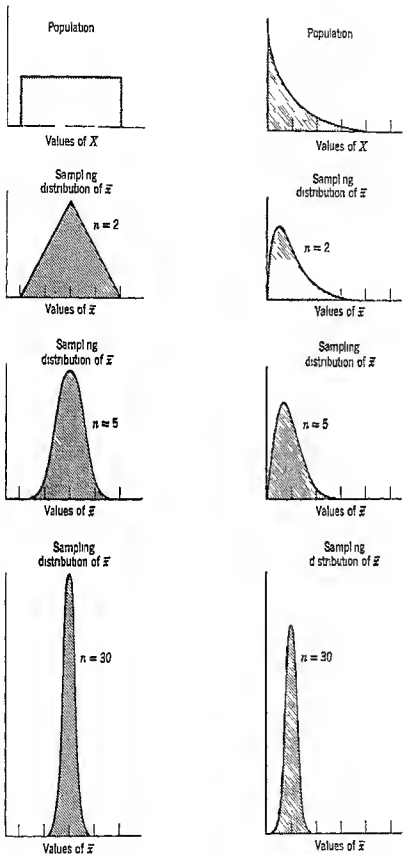 Population
Values of X
Sampling
distribution of x̄
n = 2
Values of x̄
Sampling
distribution of x̄
n ≈ 5
Values of x̄
Sampling
distribution of x̄
n = 30
Values of x̄
Population
Values of X
Sampling
distribution of x̄
n = 2
Values of x̄
Sampling
distribution of x̄
n ≈ 5
Values of x̄
Sampling
d stribution of x̄
n = 30
Values of x̄